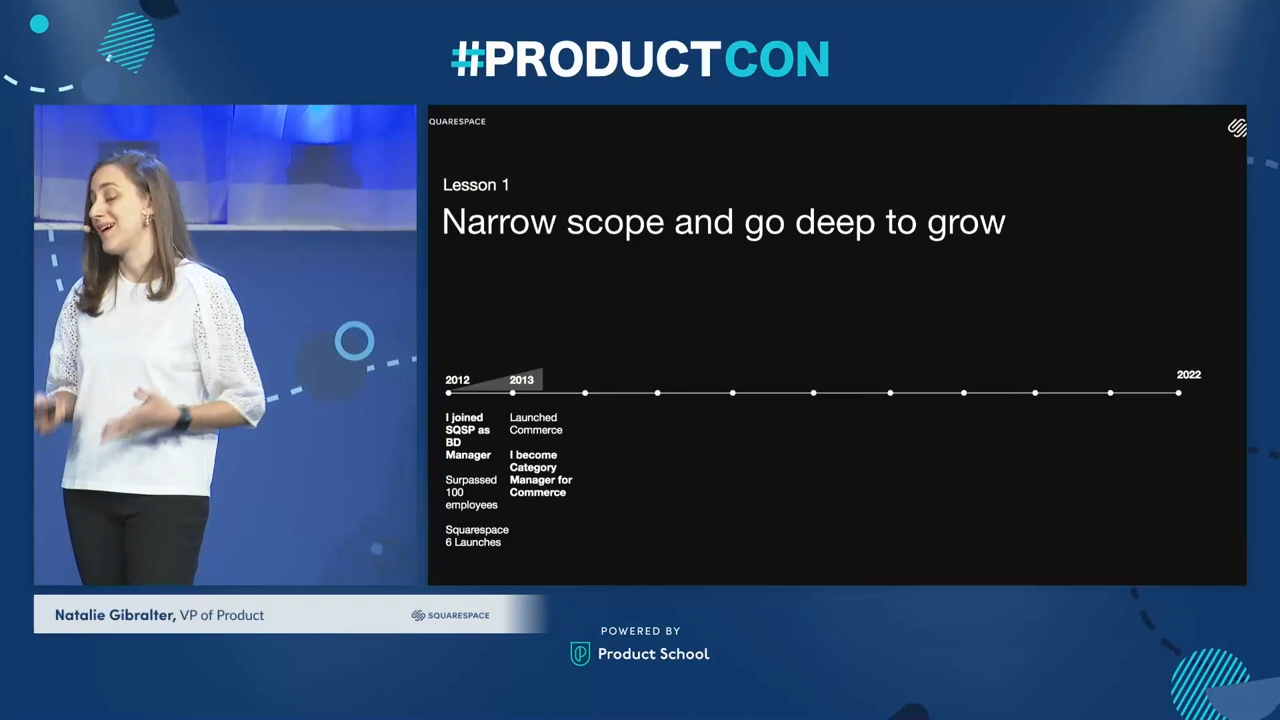 #PRODUCTCON
QUARESPACE
Lesson 1
Narrow scope and go deep to grow
2012
2013
2022
I joined
SQSP as
BD
Manager
Surpassed
100
employees
Squarespace
6 Launches
Launched
Commerce
I become
Category
Manager for
Commerce
Natalie Gibralter, VP of Product
SQUARESPACE
POWERED BY
Product School